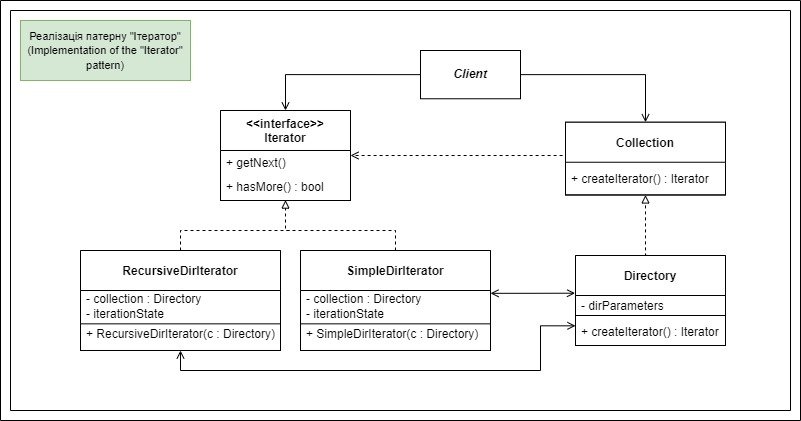 Реалізація патерну "Ітератор"
(Implementation of the "Iterator"
pattern)
Client
<<interface>>
Iterator
+ getNext()
+ hasMore() : bool
Collection
+ createIterator() : Iterator
RecursiveDirIterator
- collection : Directory
- iterationState
+ RecursiveDirIterator(c : Directory)
SimpleDirIterator
- collection : Directory
- iterationState
+ SimpleDirIterator(c : Directory)
Directory
- dirParameters
+ createIterator() : Iterator